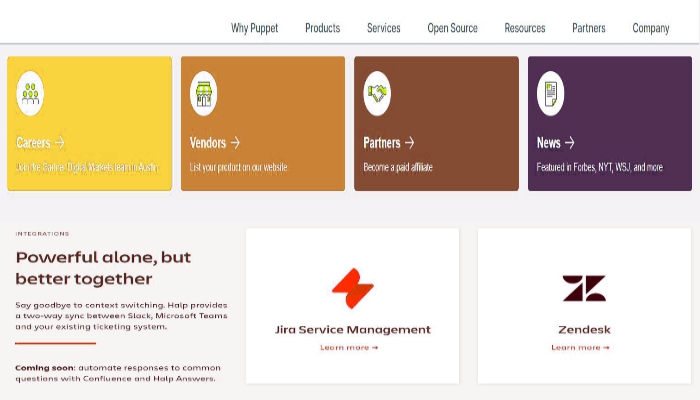 Why Puppet Products Services Open Source Resources Partners Company
Careers →
Join the Gartner Digital Markets team in Austin
Vendors →
List your product on our website
Partners →
Become a paid affiliate
News →
Featured in Forbes, NYT, WSJ, and more
INTEGRATIONS
Powerful alone, but
better together
Say goodbye to context switching. Halp provides
a two-way sync between Slack, Microsoft Teams
and your existing ticketing system.
Coming soon: automate responses to common
questions with Confluence and Halp Answers.
Jira Service Management
Learn more →
Zendesk
Learn more →